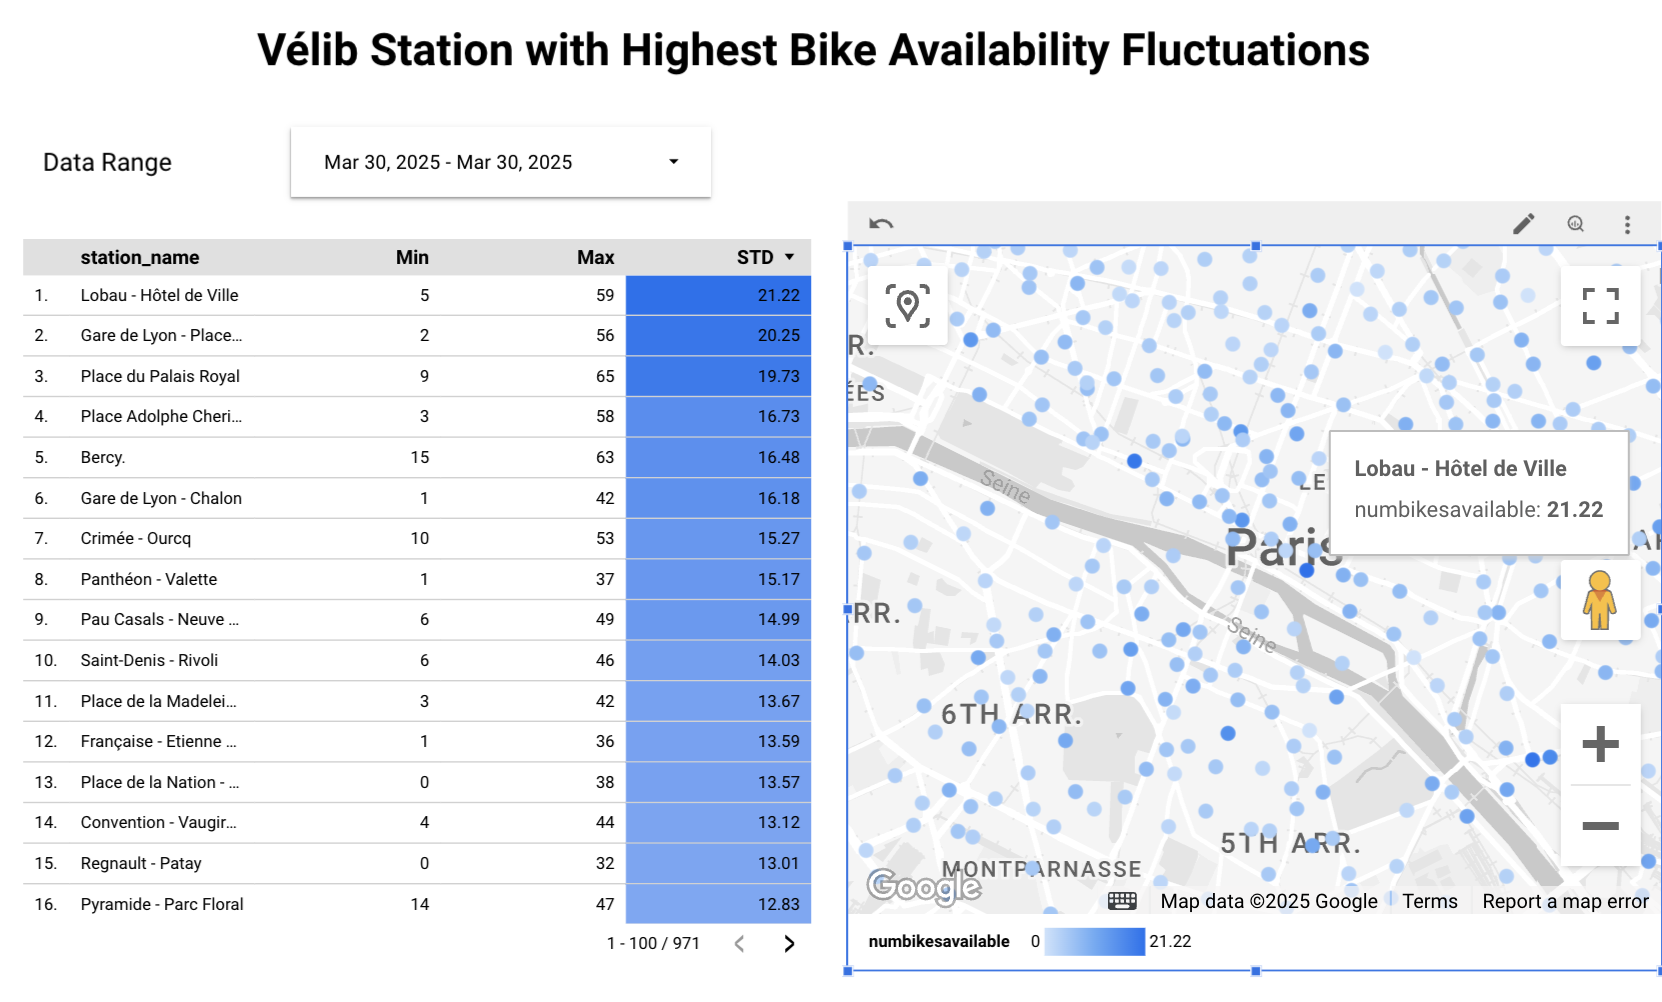 Vélib Station with Highest Bike Availability Fluctuations
Data Range
Mar 30, 2025 - Mar 30, 2025
station_name Min Max STD
1. Lobau - Hôtel de Ville 5 59 21.22
2. Gare de Lyon - Place… 2 56 20.25
3. Place du Palais Royal 9 65 19.73
4. Place Adolphe Cheri… 3 58 16.73
5. Bercy. 15 63 16.48
6. Gare de Lyon - Chalon 1 42 16.18
7. Crimée - Ourcq 10 53 15.27
8. Panthéon - Valette 1 37 15.17
9. Pau Casals - Neuve … 6 49 14.99
10. Saint-Denis - Rivoli 6 46 14.03
11. Place de la Madelei… 3 42 13.67
12. Française - Etienne … 1 36 13.59
13. Place de la Nation - … 0 38 13.57
14. Convention - Vaugir… 4 44 13.12
15. Regnault - Patay 0 32 13.01
16. Pyramide - Parc Floral 14 47 12.83
1 - 100 / 971
R.
ÉES
Seine
LE
Lobau - Hôtel de Ville
numbikesavailable: 21.22
Paris
RR.
Seine
6TH ARR.
5TH ARR.
MONTPARNASSE
Google
Map data ©2025 Google
Terms
Report a map error
numbikesavailable 0 21.22